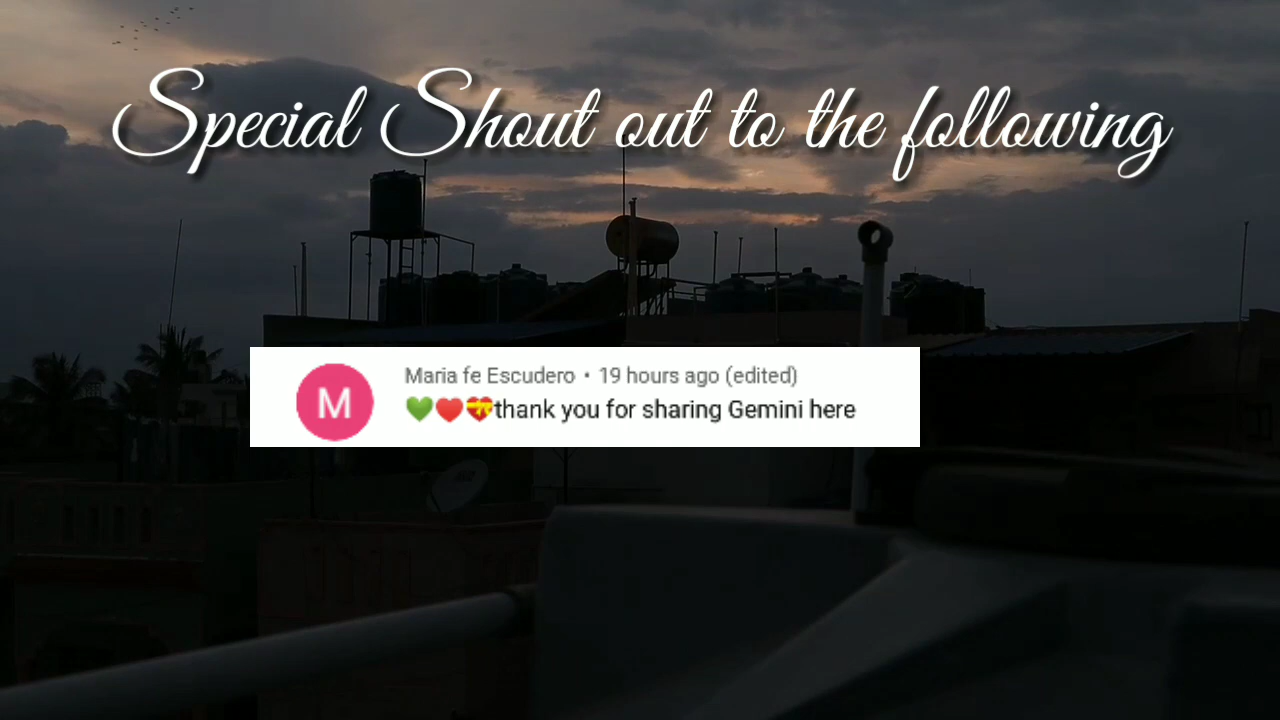 Special Shout out to the following
M
Maria fe Escudero • 19 hours ago (edited)
💚❤️💝thank you for sharing Gemini here